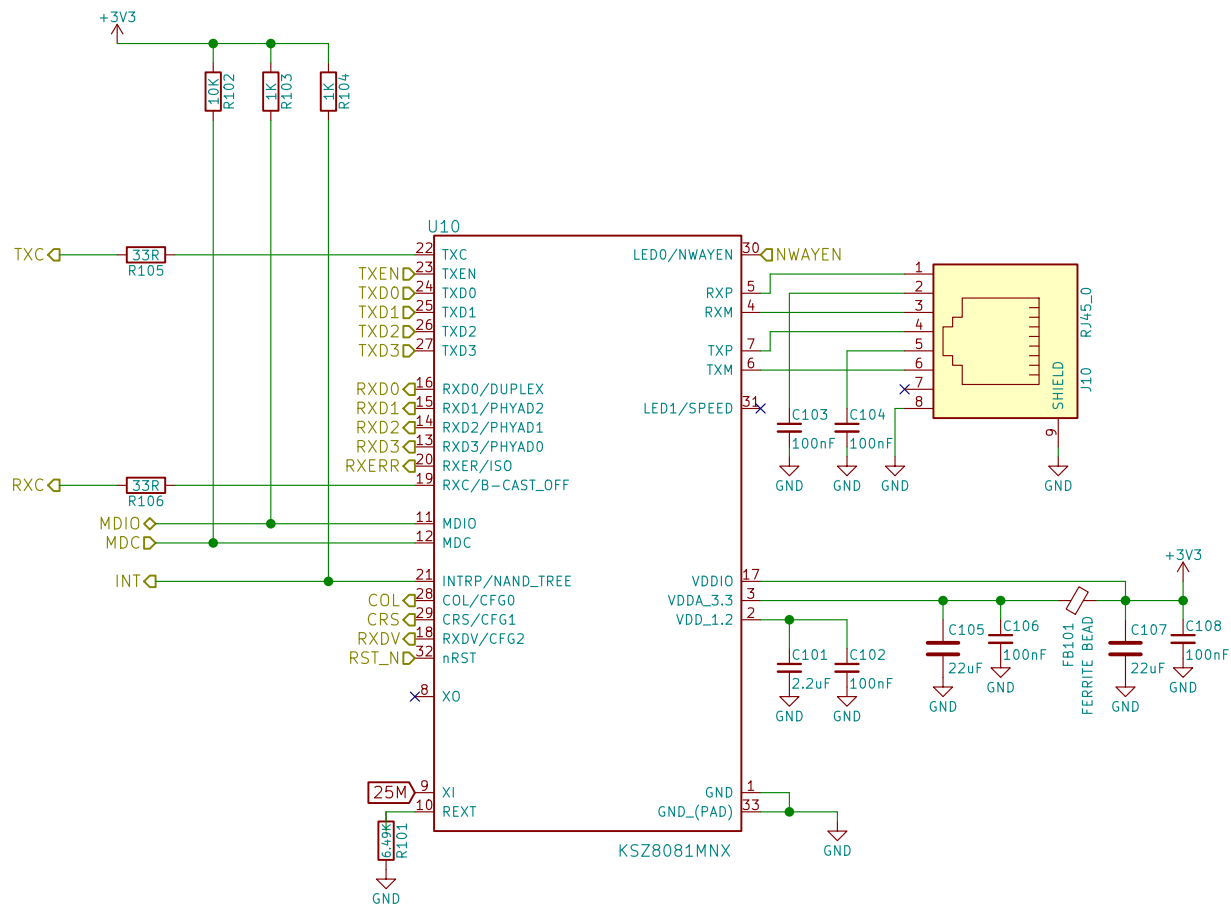 +3V3
10K
R102
1K
R103
1K
R104
U10
TXC
33R
R105
22
TXC
LED0/NWAYEN
30
NWAYEN
TXEN
23
TXEN
1
TXD0
24
TXD0
RXP
5
2
TXD1
25
TXD1
RXM
4
3
TXD2
26
TXD2
4
TXD3
27
TXD3
TXP
7
5
TXM
6
6
RXD0
16
RXD0/DUPLEX
7
RXD1
15
RXD1/PHYAD2
LED1/SPEED
31
8
RJ45_0
J10
SHIELD
9
RXD2
14
RXD2/PHYAD1
C103
100nF
C104
100nF
RXD3
13
RXD3/PHYAD0
RXERR
20
RXER/ISO
RXC
33R
R106
19
RXC/B-CAST_OFF
GND
GND
GND
GND
MDIO
11
MDIO
MDC
12
MDC
+3V3
INT
21
INTRP/NAND_TREE
VDDIO
17
COL
28
COL/CFG0
VDDA_3.3
3
CRS
29
CRS/CFG1
VDD_1.2
2
RXDV
18
RXDV/CFG2
RST_N
32
nRST
C101
2.2uF
GND
C102
100nF
GND
C105
22uF
GND
C106
100nF
GND
FB101
FERRITE BEAD
C107
22uF
GND
C108
100nF
GND
8
XO
25M
9
XI
GND
1
10
REXT
GND_(PAD)
33
6.49K
R101
GND
GND
KSZ8081MNX